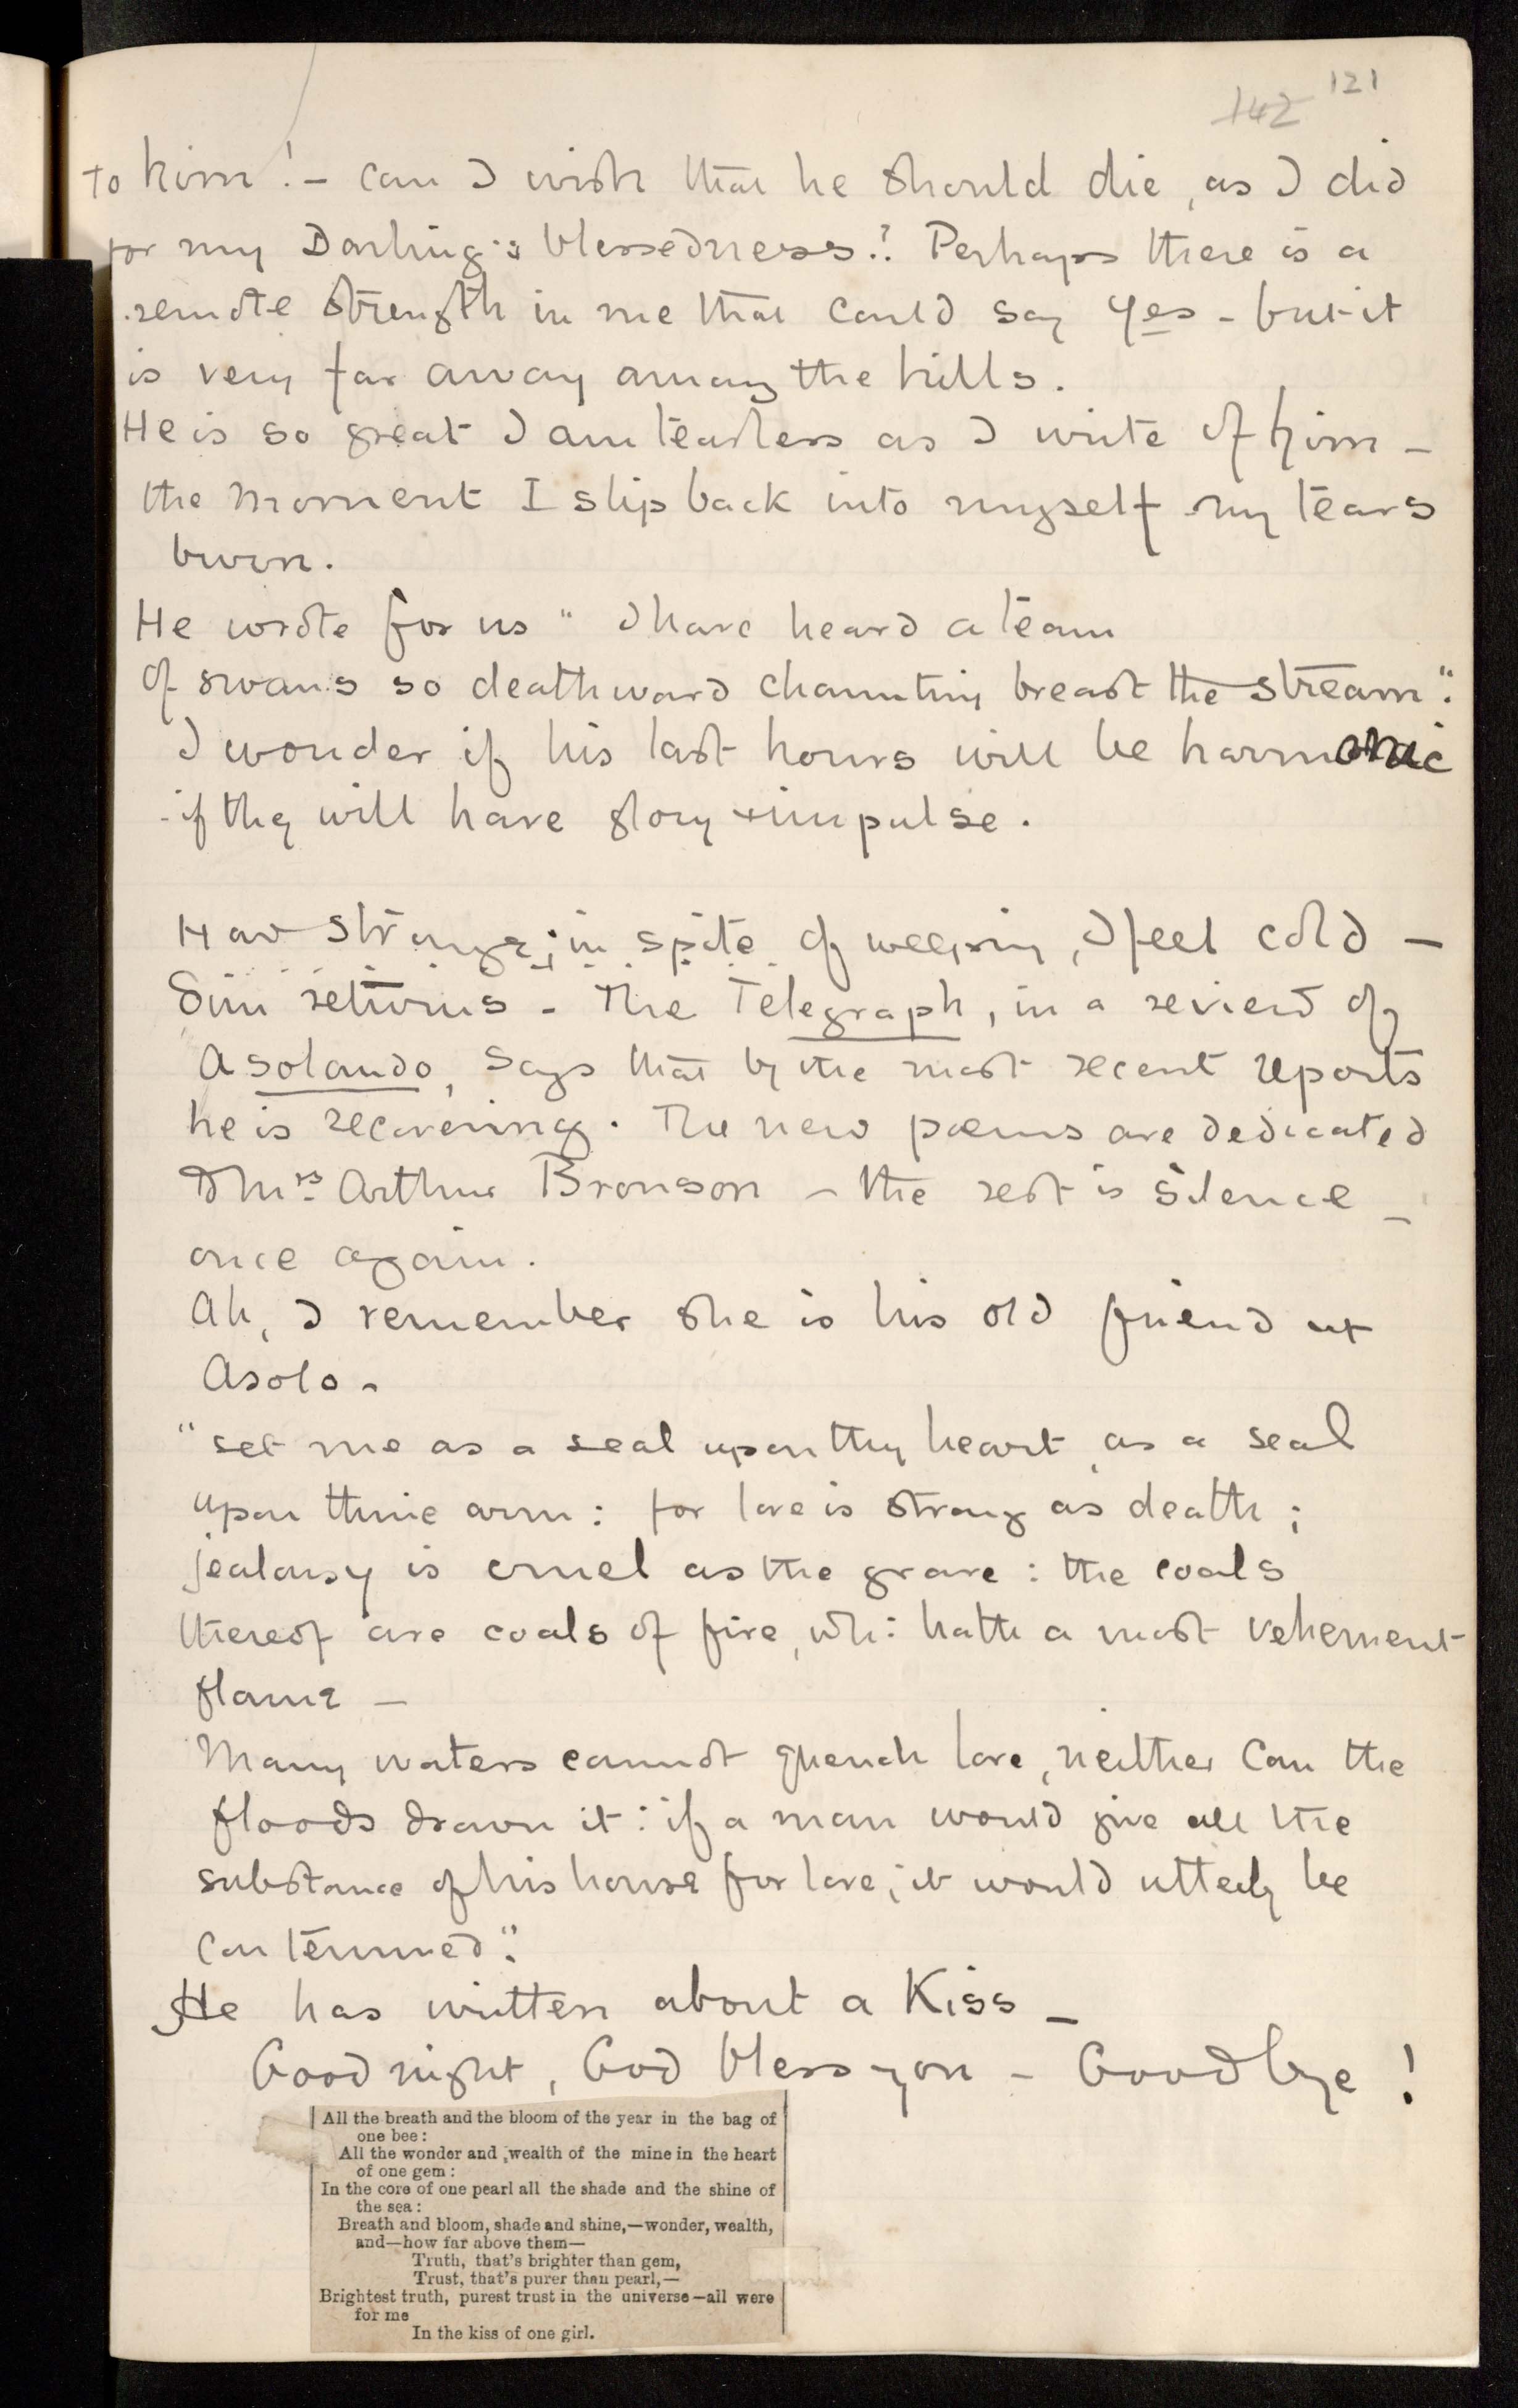 142 121
to him! – can I wish that he should die, as I did
for my Darling's blessedness.? Perhaps there is a
remote strength in me that could say yes – but it
is very far away among the hills.
He is so great I am tearless as I write of him –
the moment I slip back into myself my tears
burn.
He wrote for us " I have heard a team
Of swans so deathward chaunting breast the stream".
I wonder if his last hours will be harmonic
- if they will have glory + impulse.
How strange; in spite of weeping, I feel cold –
Sim returns – The Telegraph, in a review of
Asolando, says that by the most recent reports
he is recovering. The new poems are dedicated
to Mrs Arthur Bronson – the rest is silence –
once again.
Ah, I remember she is his old friend at
Asolo –
"Set me as a seal upon thy heart, as a seal
upon thine arm: for love is strong as death;
jealousy is cruel as the grave: the coals
thereof are coals of fire, wh: hath a most vehement
flame –
Many waters cannot quench love, neither can the
floods drown it: if a man would give all the
substance of his house for love, it would utterly be
contemned".
He has written about a Kiss –
Good night, God bless you – Goodbye!
All the breath and the bloom of the year in the bag of
one bee:
All the wonder and wealth of the mine in the heart
of one gem:
In the core of one pearl all the shade and the shine of
the sea:
Breath and bloom, shade and shine,—wonder, wealth,
and—how far above them—
Truth, that's brighter than gem,
Trust, that's purer than pearl,—
Brightest truth, purest trust in the universe—all were
for me
In the kiss of one girl.